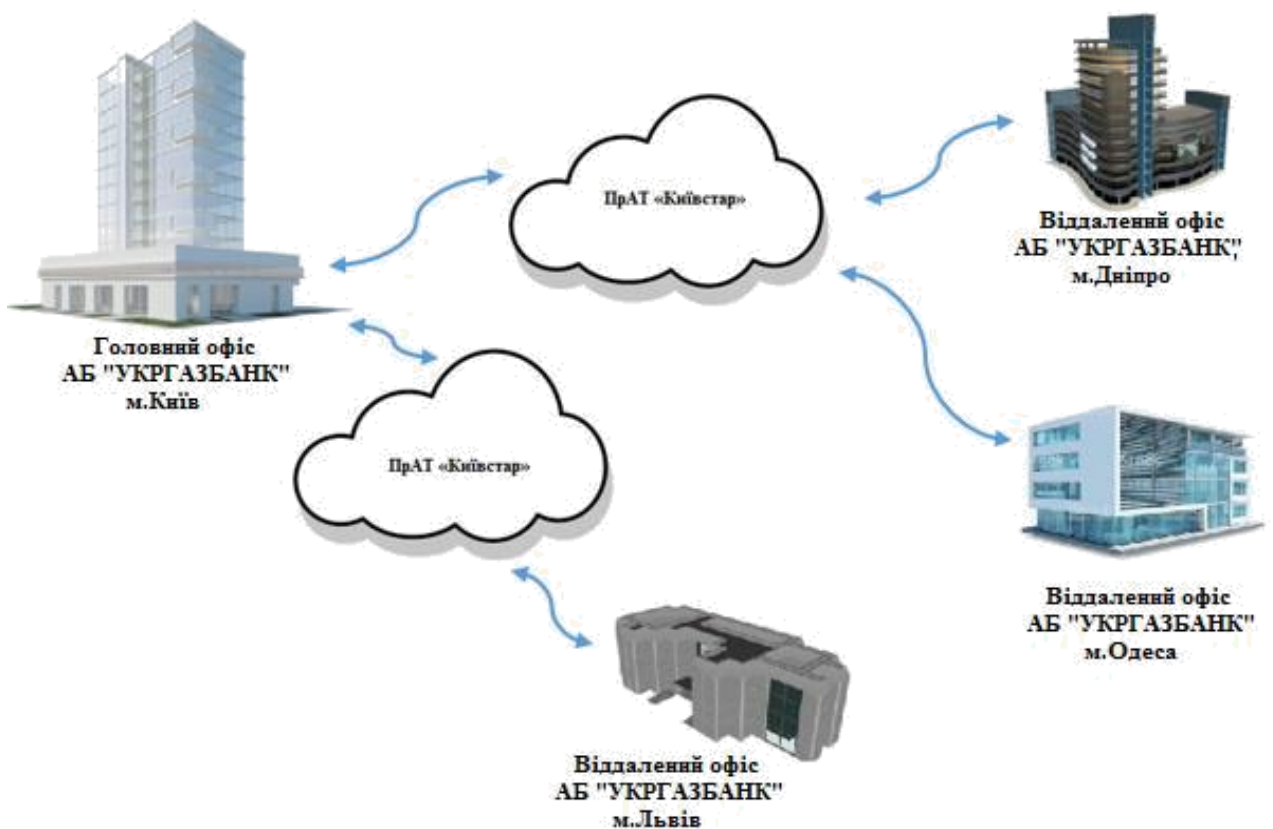 ПрАТ «Київстар»
Віддалений офіс
АБ "УКРГАЗБАНК",
м.Дніпро
Головний офіс
АБ "УКРГАЗБАНК"
м.Київ
ПрАТ «Київстар»
Віддалений офіс
АБ "УКРГАЗБАНК"
м.Одеса
Віддалений офіс
АБ "УКРГАЗБАНК"
м.Львів